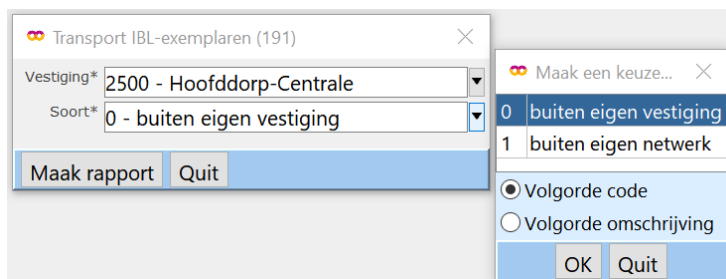 Transport IBL-exemplaren (191)
Vestiging* 2500 - Hoofddorp-Centrale
Soort* 0 - buiten eigen vestiging
Maak rapport Quit
Maak een keuze...
0 buiten eigen vestiging
1 buiten eigen netwerk
Volgorde code
Volgorde omschrijving
OK Quit